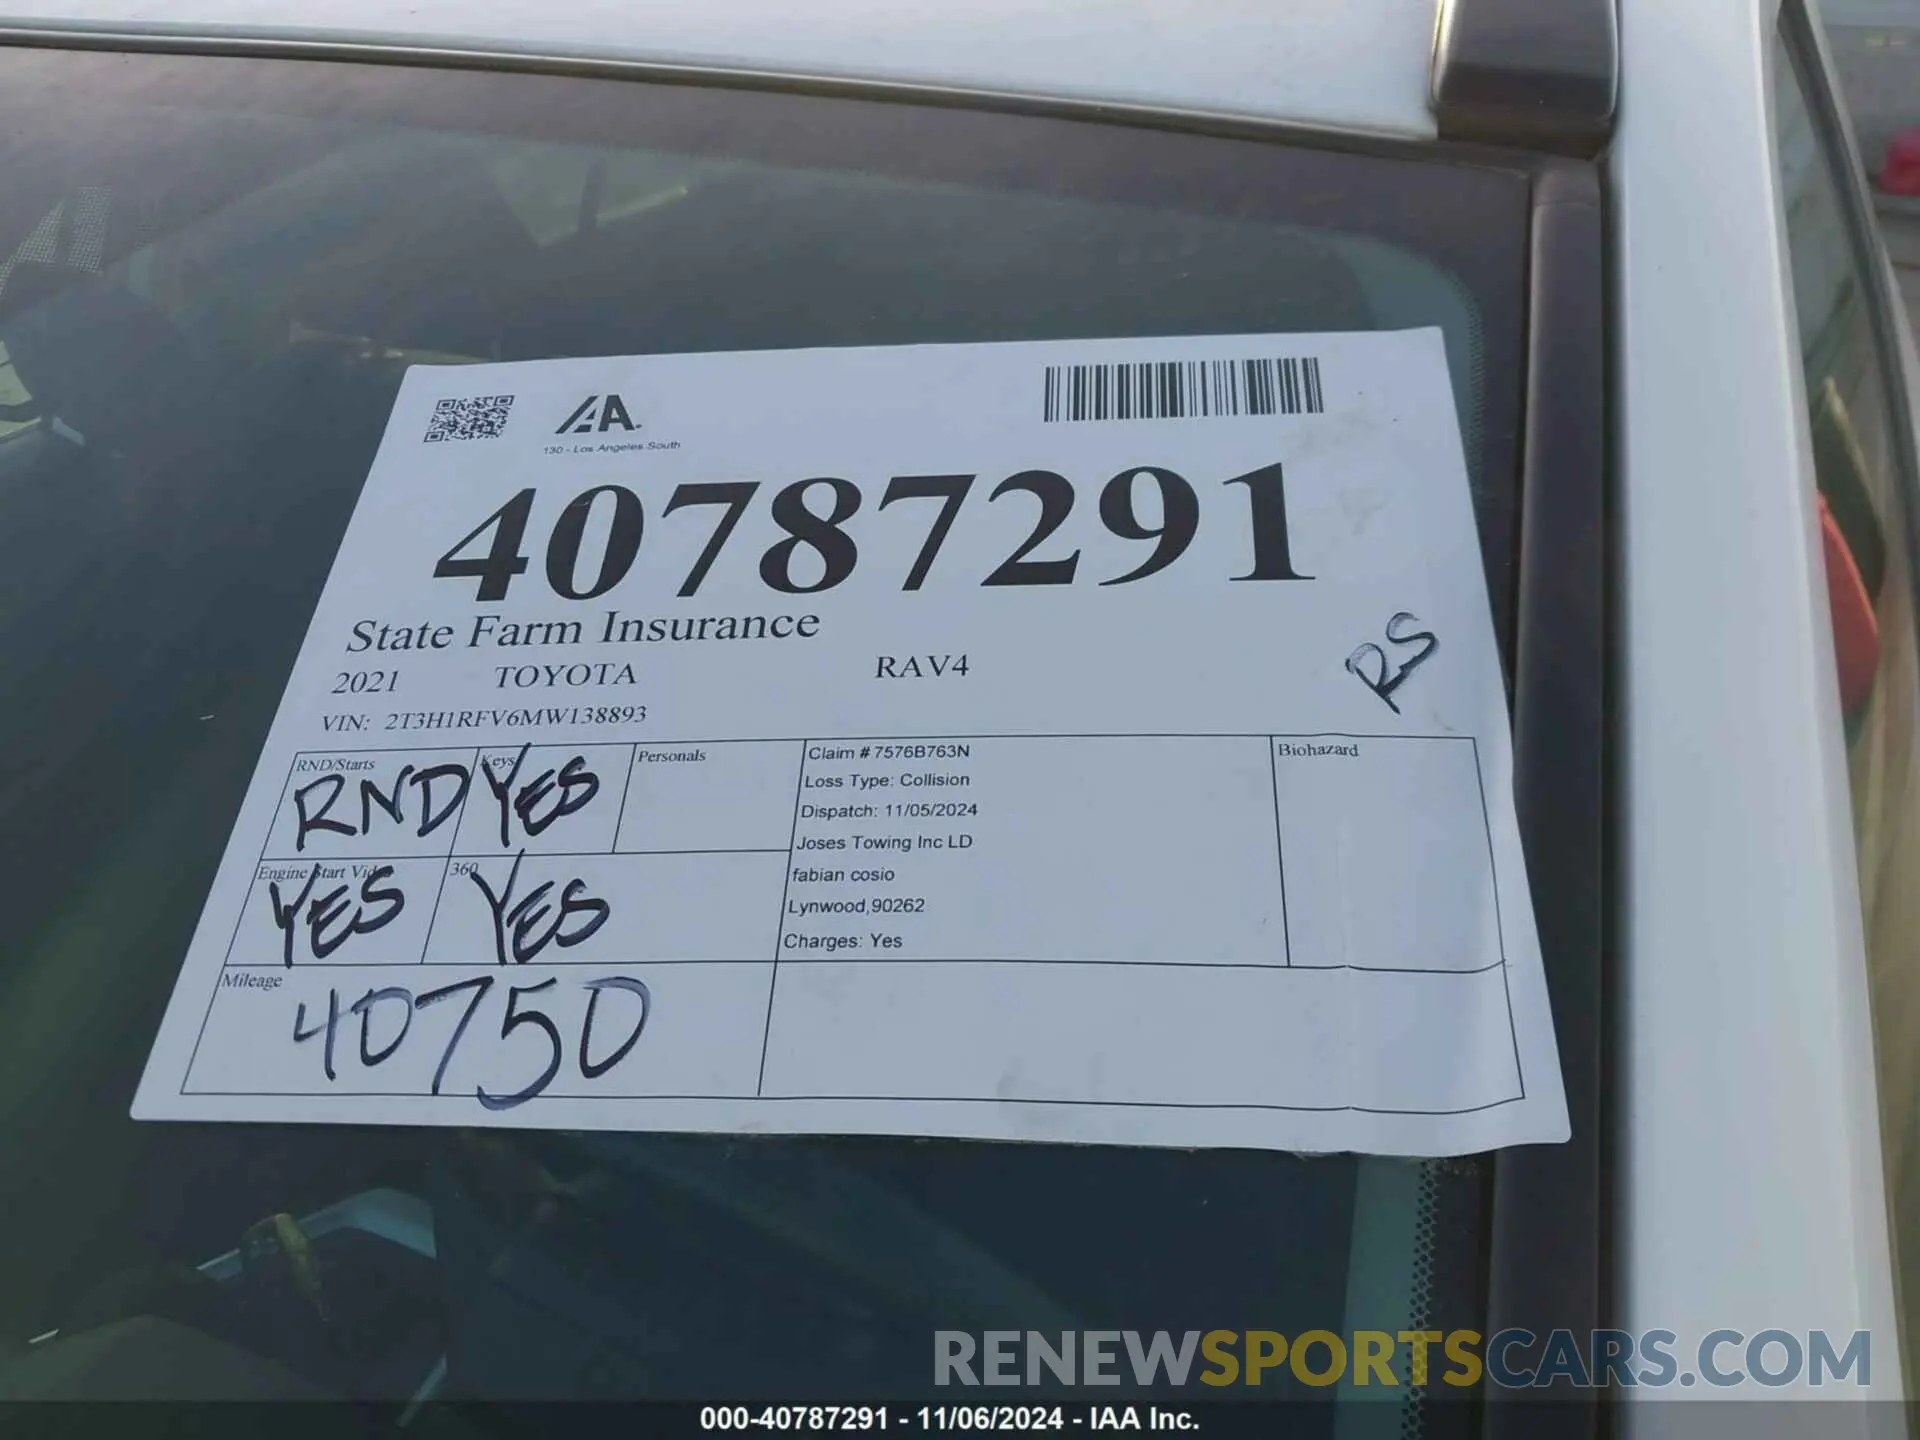 IAA.
130 - Los Angeles South
40787291
State Farm Insurance
2021 TOYOTA RAV4
RS
VIN: 2T3H1RFV6MW138893
RND/Starts Keys Personals
RND YES
Claim # 7576B763N
Loss Type: Collision
Dispatch: 11/05/2024
Joses Towing Inc LD
fabian cosio
Lynwood,90262
Charges: Yes
Biohazard
Engine Start Video 360
YES YES
Mileage
40750
RENEWSPORTSCARS.COM
000-40787291 - 11/06/2024 - IAA Inc.